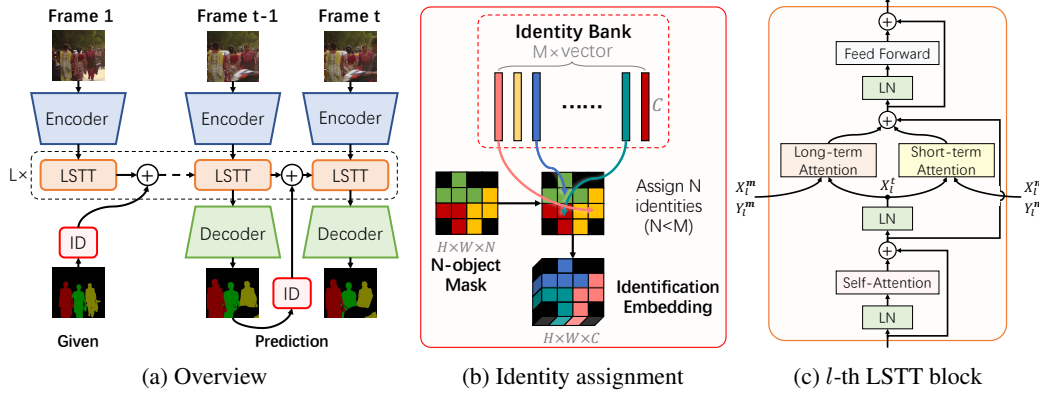 Frame 1
Frame t-1
Frame t
Encoder
Encoder
Encoder
L×
LSTT
LSTT
LSTT
Decoder
Decoder
ID
ID
Given
Prediction
(a) Overview
Identity Bank
M×vector
......
C
Assign N
identities
(N<M)
H×W×N
N-object
Mask
Identification
Embedding
H×W×C
(b) Identity assignment
Feed Forward
LN
Long-term
Attention
Short-term
Attention
X_l^m
Y_l^m
X_l^t
LN
Self-Attention
LN
(c) l-th LSTT block